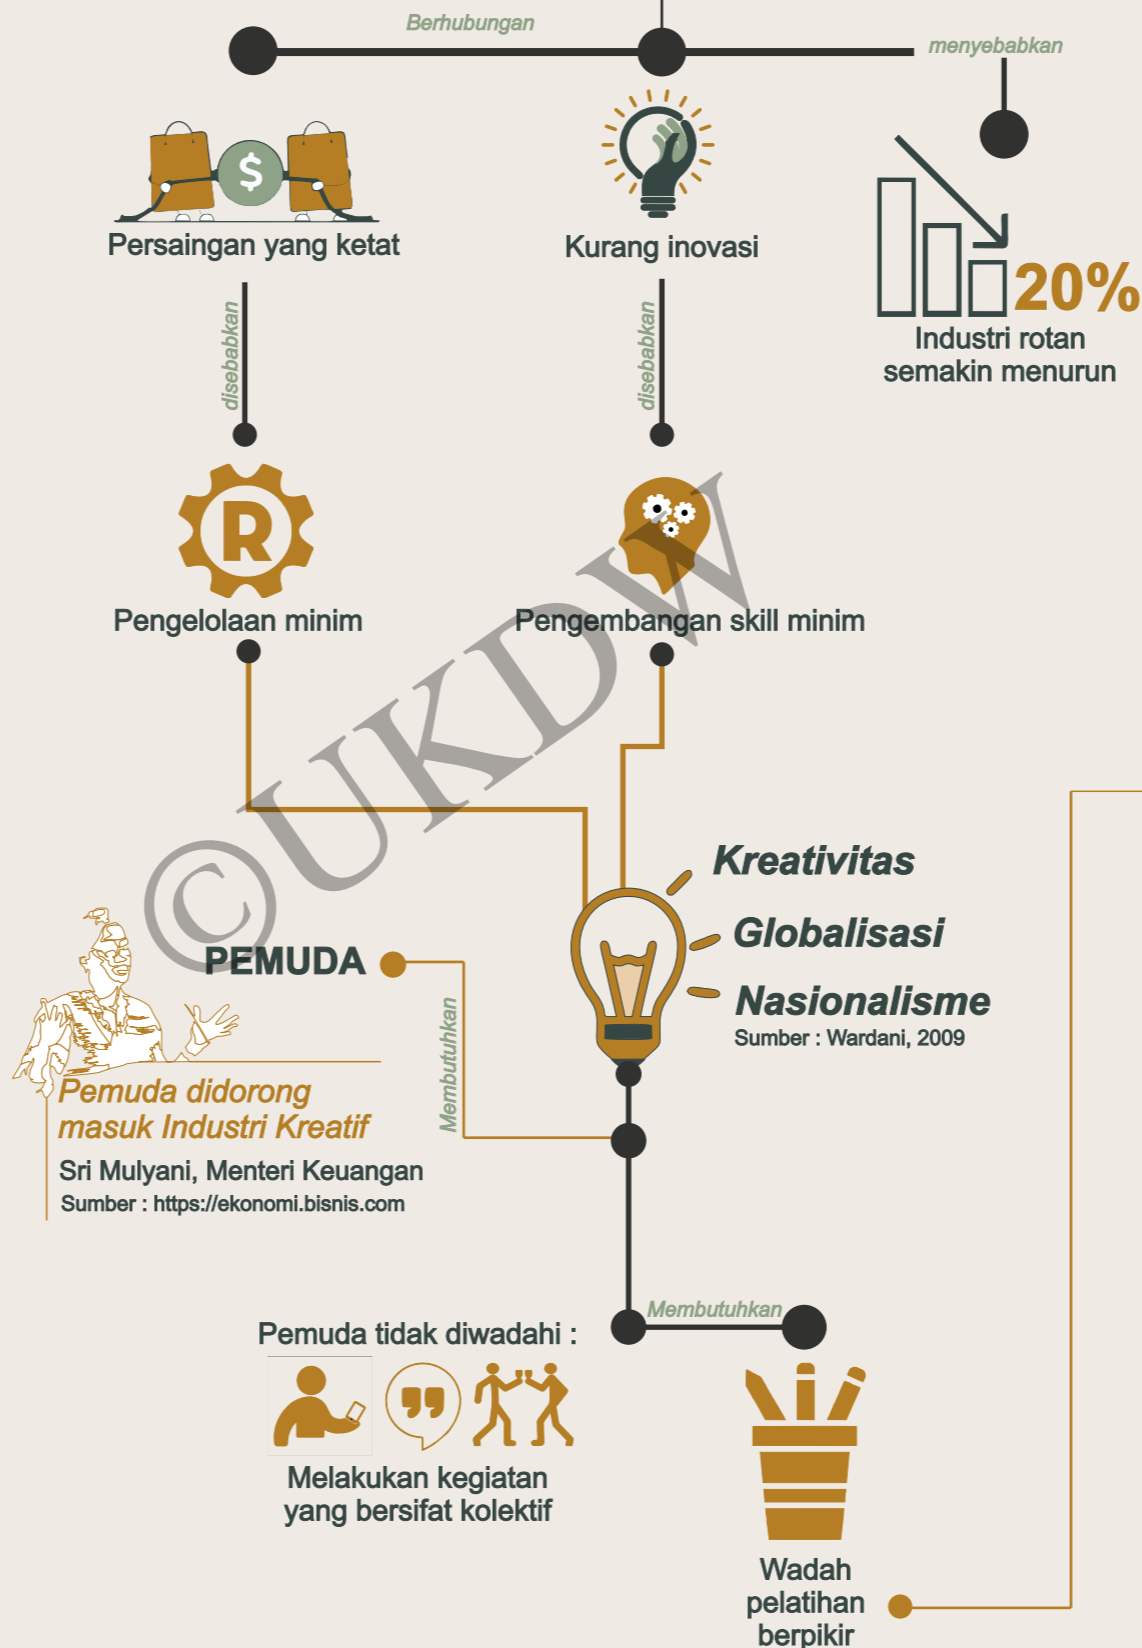 Berhubungan
menyebabkan
$
Persaingan yang ketat
Kurang inovasi
20%
Industri rotan
semakin menurun
disebabkan
disebabkan
R
Pengelolaan minim
Pengembangan skill minim
©UKDW
Kreativitas
Globalisasi
Nasionalisme
Sumber : Wardani, 2009
PEMUDA
Membutuhkan
Pemuda didorong
masuk Industri Kreatif
Sri Mulyani, Menteri Keuangan
Sumber : https://ekonomi.bisnis.com
Membutuhkan
Pemuda tidak diwadahi :
Melakukan kegiatan
yang bersifat kolektif
Wadah
pelatihan
berpikir